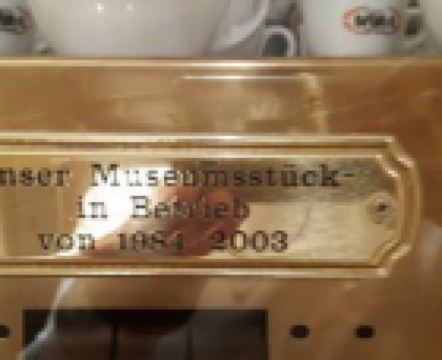 nser Museumsstück-
in Betrieb
von 1984 2003